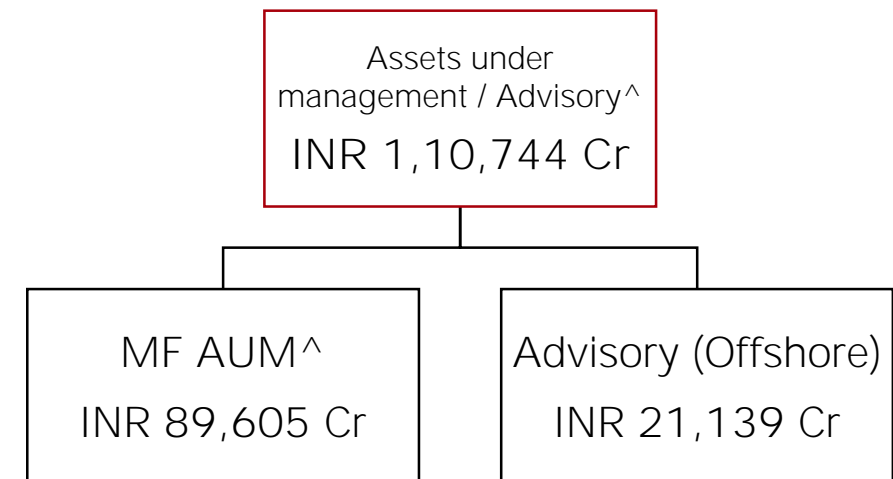 Assets under
management / Advisory^
INR 1,10,744 Cr
MF AUM^
INR 89,605 Cr
Advisory (Offshore)
INR 21,139 Cr